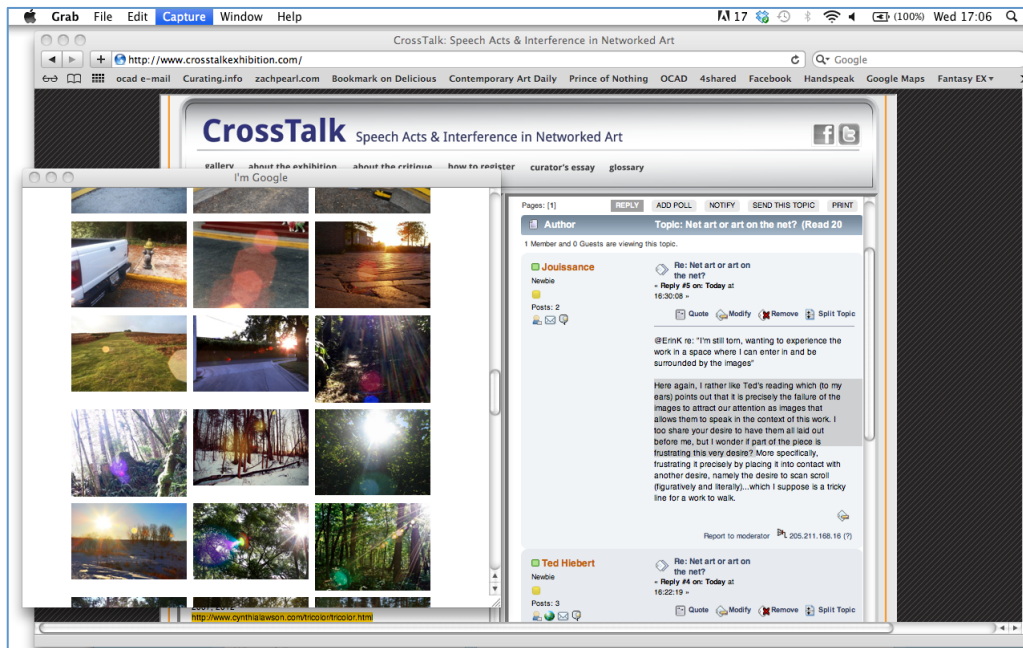 Grab File Edit Capture Window Help
17 (100%) Wed 17:06
CrossTalk: Speech Acts & Interference in Networked Art
http://www.crosstalkexhibition.com/
Google
ocad e-mail Curating.info zachpearl.com Bookmark on Delicious Contemporary Art Daily Prince of Nothing OCAD 4shared Facebook Handspeak Google Maps Fantasy EX
CrossTalk Speech Acts & Interference in Networked Art
gallery about the exhibition about the critique how to register curator's essay glossary
I'm Google
Pages: [1] REPLY ADD POLL NOTIFY SEND THIS TOPIC PRINT
Author Topic: Net art or art on the net? (Read 20
1 Member and 0 Guests are viewing this topic.
Jouissance
Newbie
Posts: 2
Re: Net art or art on
the net?
« Reply #5 on: Today at
16:30:08 »
Quote Modify Remove Split Topic
@ErinK re: "I'm still torn, wanting to experience the
work in a space where I can enter in and be
surrounded by the images"
Here again, I rather like Ted's reading which (to my
ears) points out that it is precisely the failure of the
images to attract our attention as images that
allows them to speak in the context of this work. I
too share your desire to have them all laid out
before me, but I wonder if part of the piece is
frustrating this very desire? More specifically,
frustrating it precisely by placing it into contact with
another desire, namely the desire to scan scroll
(figuratively and literally)...which I suppose is a tricky
line for a work to walk.
Report to moderator 205.211.168.16 (?)
Ted Hiebert
Newbie
Posts: 3
Re: Net art or art on
the net?
« Reply #4 on: Today at
16:22:19 »
Quote Modify Remove Split Topic
http://www.cynthialawson.com/tricolor/tricolor.html